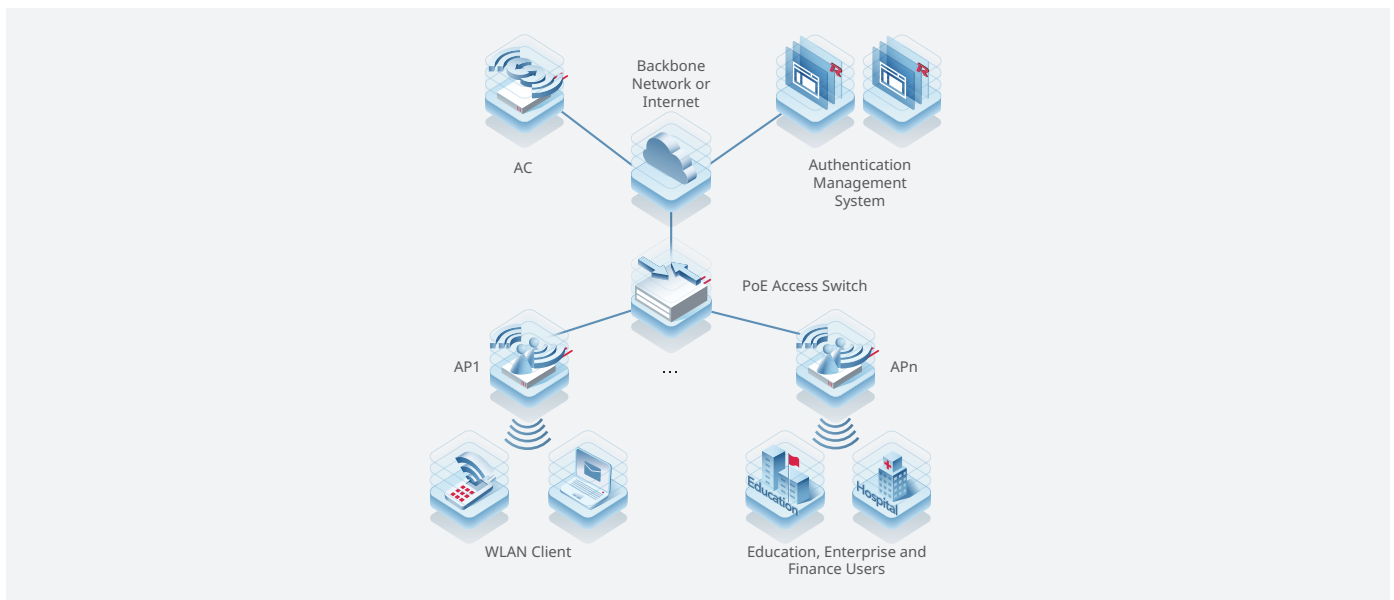 Backbone
Network or
Internet
R
R
AC
Authentication
Management
System
PoE Access Switch
AP1
...
APn
Education
Hospital
WLAN Client
Education, Enterprise and
Finance Users